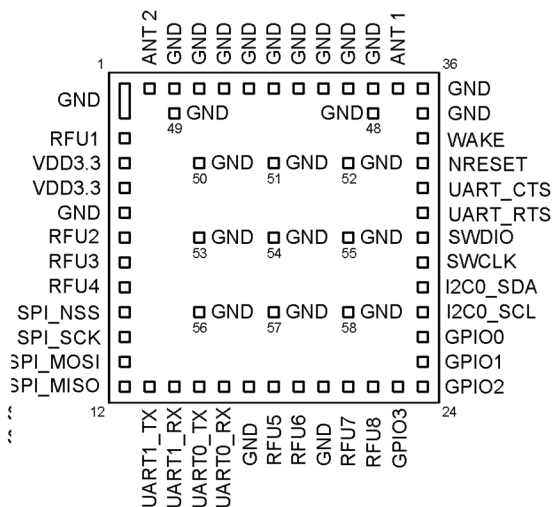 ANT 2
GND
GND
GND
GND
GND
GND
GND
GND
GND
ANT 1
1
36
GND
GND
GND
49
GND
GND
48
RFU1
WAKE
VDD3.3
GND
50
GND
51
GND
52
NRESET
VDD3.3
UART_CTS
GND
UART_RTS
RFU2
GND
53
GND
54
GND
55
SWDIO
RFU3
SWCLK
RFU4
I2C0_SDA
SPI_NSS
GND
56
GND
57
GND
58
I2C0_SCL
SPI_SCK
GPIO0
SPI_MOSI
GPIO1
SPI_MISO
GPIO2
12
24
UART1_TX
UART1_RX
UART0_TX
UART0_RX
GND
RFU5
RFU6
GND
RFU7
RFU8
GPIO3